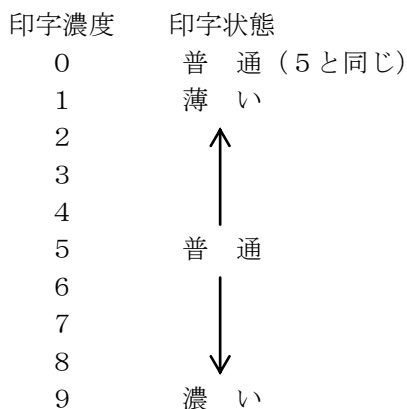 印字濃度　　印字状態
０　　普　通（５と同じ）
１　　薄　い
２
３
４
５　　普　通
６
７
８
９　　濃　い